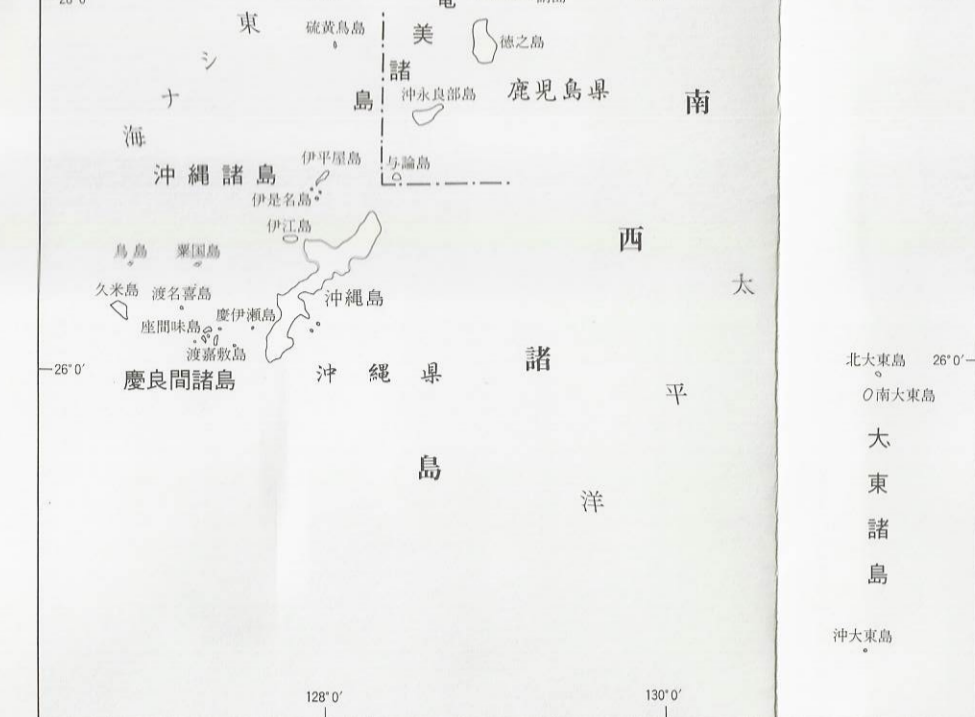 東シナ海
硫黄鳥島
美諸島
徳之島
沖永良部島
鹿児島県
南西諸島
伊平屋島
与論島
沖縄諸島
伊是名島
伊江島
鳥島
粟国島
太平洋
久米島
渡名喜島
沖縄島
慶伊瀬島
座間味島
渡嘉敷島
26°0′
慶良間諸島
沖縄県
北大東島
26°0′
南大東島
大東諸島
沖大東島
128°0′
130°0′